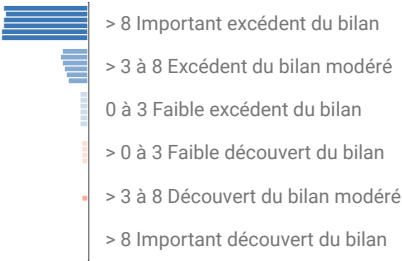 > 8 Important excédent du bilan
> 3 à 8 Excédent du bilan modéré
0 à 3 Faible excédent du bilan
> 0 à 3 Faible découvert du bilan
> 3 à 8 Découvert du bilan modéré
> 8 Important découvert du bilan